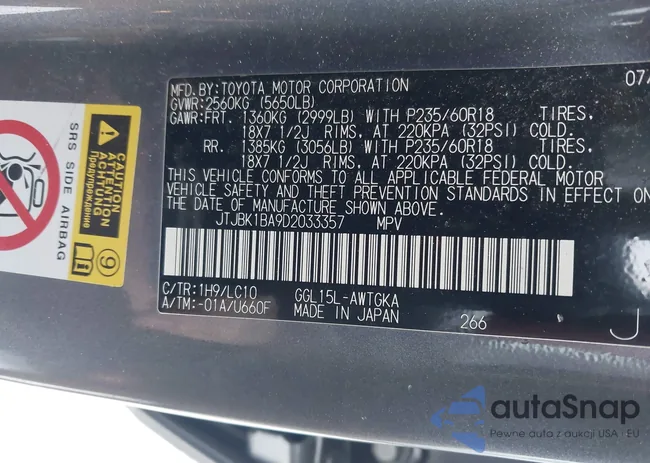 MFD.BY:TOYOTA MOTOR CORPORATION 07/
GVWR:2560KG (5650LB)
GAWR:FRT. 1360KG (2999LB) WITH P235/60R18 TIRES,
18X7 1/2J RIMS, AT 220KPA (32PSI) COLD.
RR. 1385KG (3056LB) WITH P235/60R18 TIRES,
18X7 1/2J RIMS, AT 220KPA (32PSI) COLD.
THIS VEHICLE CONFORMS TO ALL APPLICABLE FEDERAL MOTOR
VEHICLE SAFETY AND THEFT PREVENTION STANDARDS IN EFFECT ON
THE DATE OF MANUFACTURE SHOWN ABOVE.
JTJBK1BA9D2033357 MPV
C/TR:1H9/LC10 GGL15L-AWTGKA
A/TM:-01A/U660F MADE IN JAPAN 266 J
SRS SIDE AIRBAG
CAUTION
ATTENTION
ACHTUNG
Предупреждение
9
autoSnap
Pewne auta z aukcji USA · EU